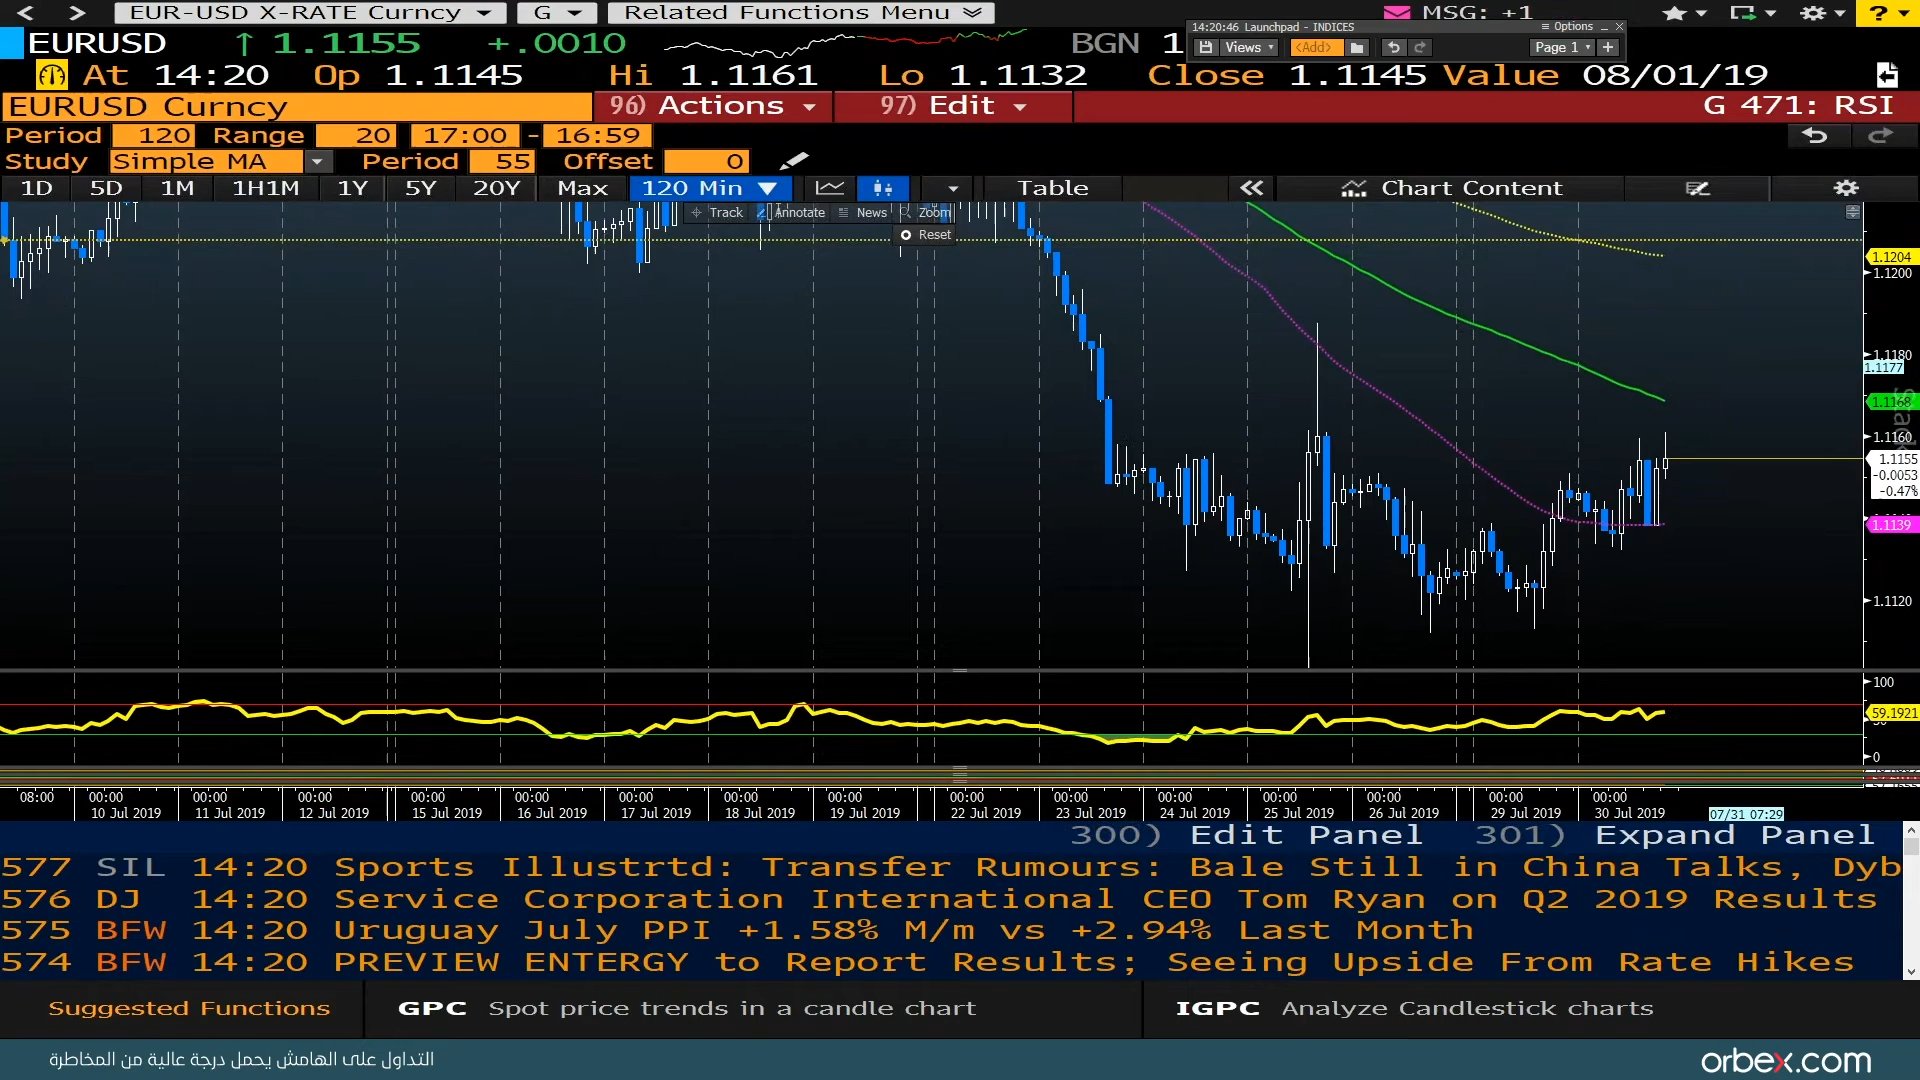 EUR-USD X-RATE Curncy G Related Functions Menu MSG: +1 ?
14:20:46 Launchpad - INDICES Options
Views <Add> Page 1 +
EURUSD ↑ 1.1155 +.0010 BGN 1
At 14:20 Op 1.1145 Hi 1.1161 Lo 1.1132 Close 1.1145 Value 08/01/19
EURUSD Curncy 96) Actions 97) Edit G 471: RSI
Period 120 Range 20 17:00 - 16:59
Study Simple MA Period 55 Offset 0
1D 5D 1M 1H1M 1Y 5Y 20Y Max 120 Min ▼ Table « Chart Content
Track Annotate News Zoom
Reset
1.1204
1.1200
1.1180
1.1177
1.1168
1.1160
1.1155
-0.0053
-0.47%
1.1139
1.1120
100
59.1921
0
08:00 00:00 00:00 00:00 00:00 00:00 00:00 00:00 00:00 00:00 00:00 00:00 00:00 00:00 00:00 00:00
10 Jul 2019 11 Jul 2019 12 Jul 2019 15 Jul 2019 16 Jul 2019 17 Jul 2019 18 Jul 2019 19 Jul 2019 22 Jul 2019 23 Jul 2019 24 Jul 2019 25 Jul 2019 26 Jul 2019 29 Jul 2019 30 Jul 2019 07/31 07:29
300) Edit Panel 301) Expand Panel
577 SIL 14:20 Sports Illustrtd: Transfer Rumours: Bale Still in China Talks, Dyb
576 DJ 14:20 Service Corporation International CEO Tom Ryan on Q2 2019 Results
575 BFW 14:20 Uruguay July PPI +1.58% M/m vs +2.94% Last Month
574 BFW 14:20 PREVIEW ENTERGY to Report Results; Seeing Upside From Rate Hikes
Suggested Functions GPC Spot price trends in a candle chart IGPC Analyze Candlestick charts
التداول على الهامش يحمل درجة عالية من المخاطرة
orbex.com